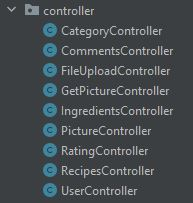 controller
CategoryController
CommentsController
FileUploadController
GetPictureController
IngredientsController
PictureController
RatingController
RecipesController
UserController